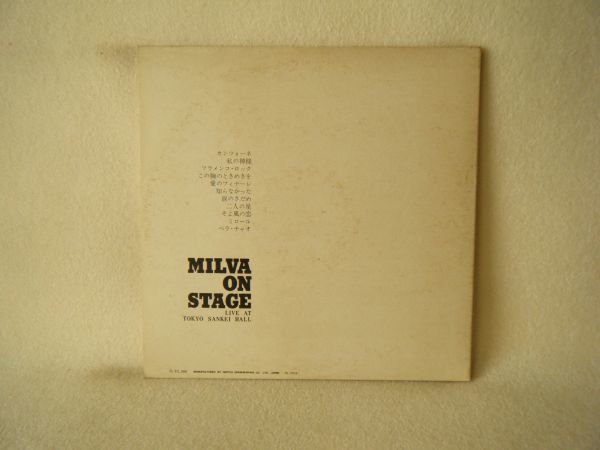 カンツォーネ
私の神様
フラメンコ・ロック
この胸のときめきを
愛のフィナーレ
知らなかった
涙のさだめ
二人の星
そよ風の恋
ミロール
ベラ・チャオ
MILVA
ON
STAGE
LIVE AT
TOKYO SANKEI HALL